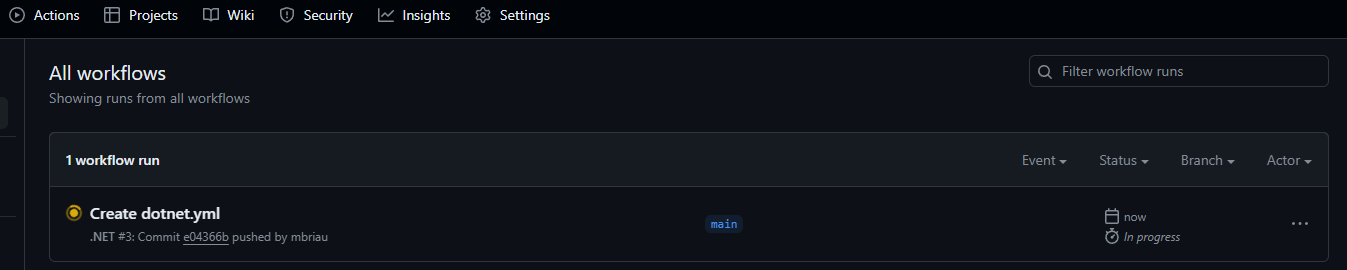 Actions Projects Wiki Security Insights Settings
All workflows
Filter workflow runs
Showing runs from all workflows
1 workflow run Event Status Branch Actor
Create dotnet.yml
main
now
.NET #3: Commit e04366b pushed by mbriau
In progress